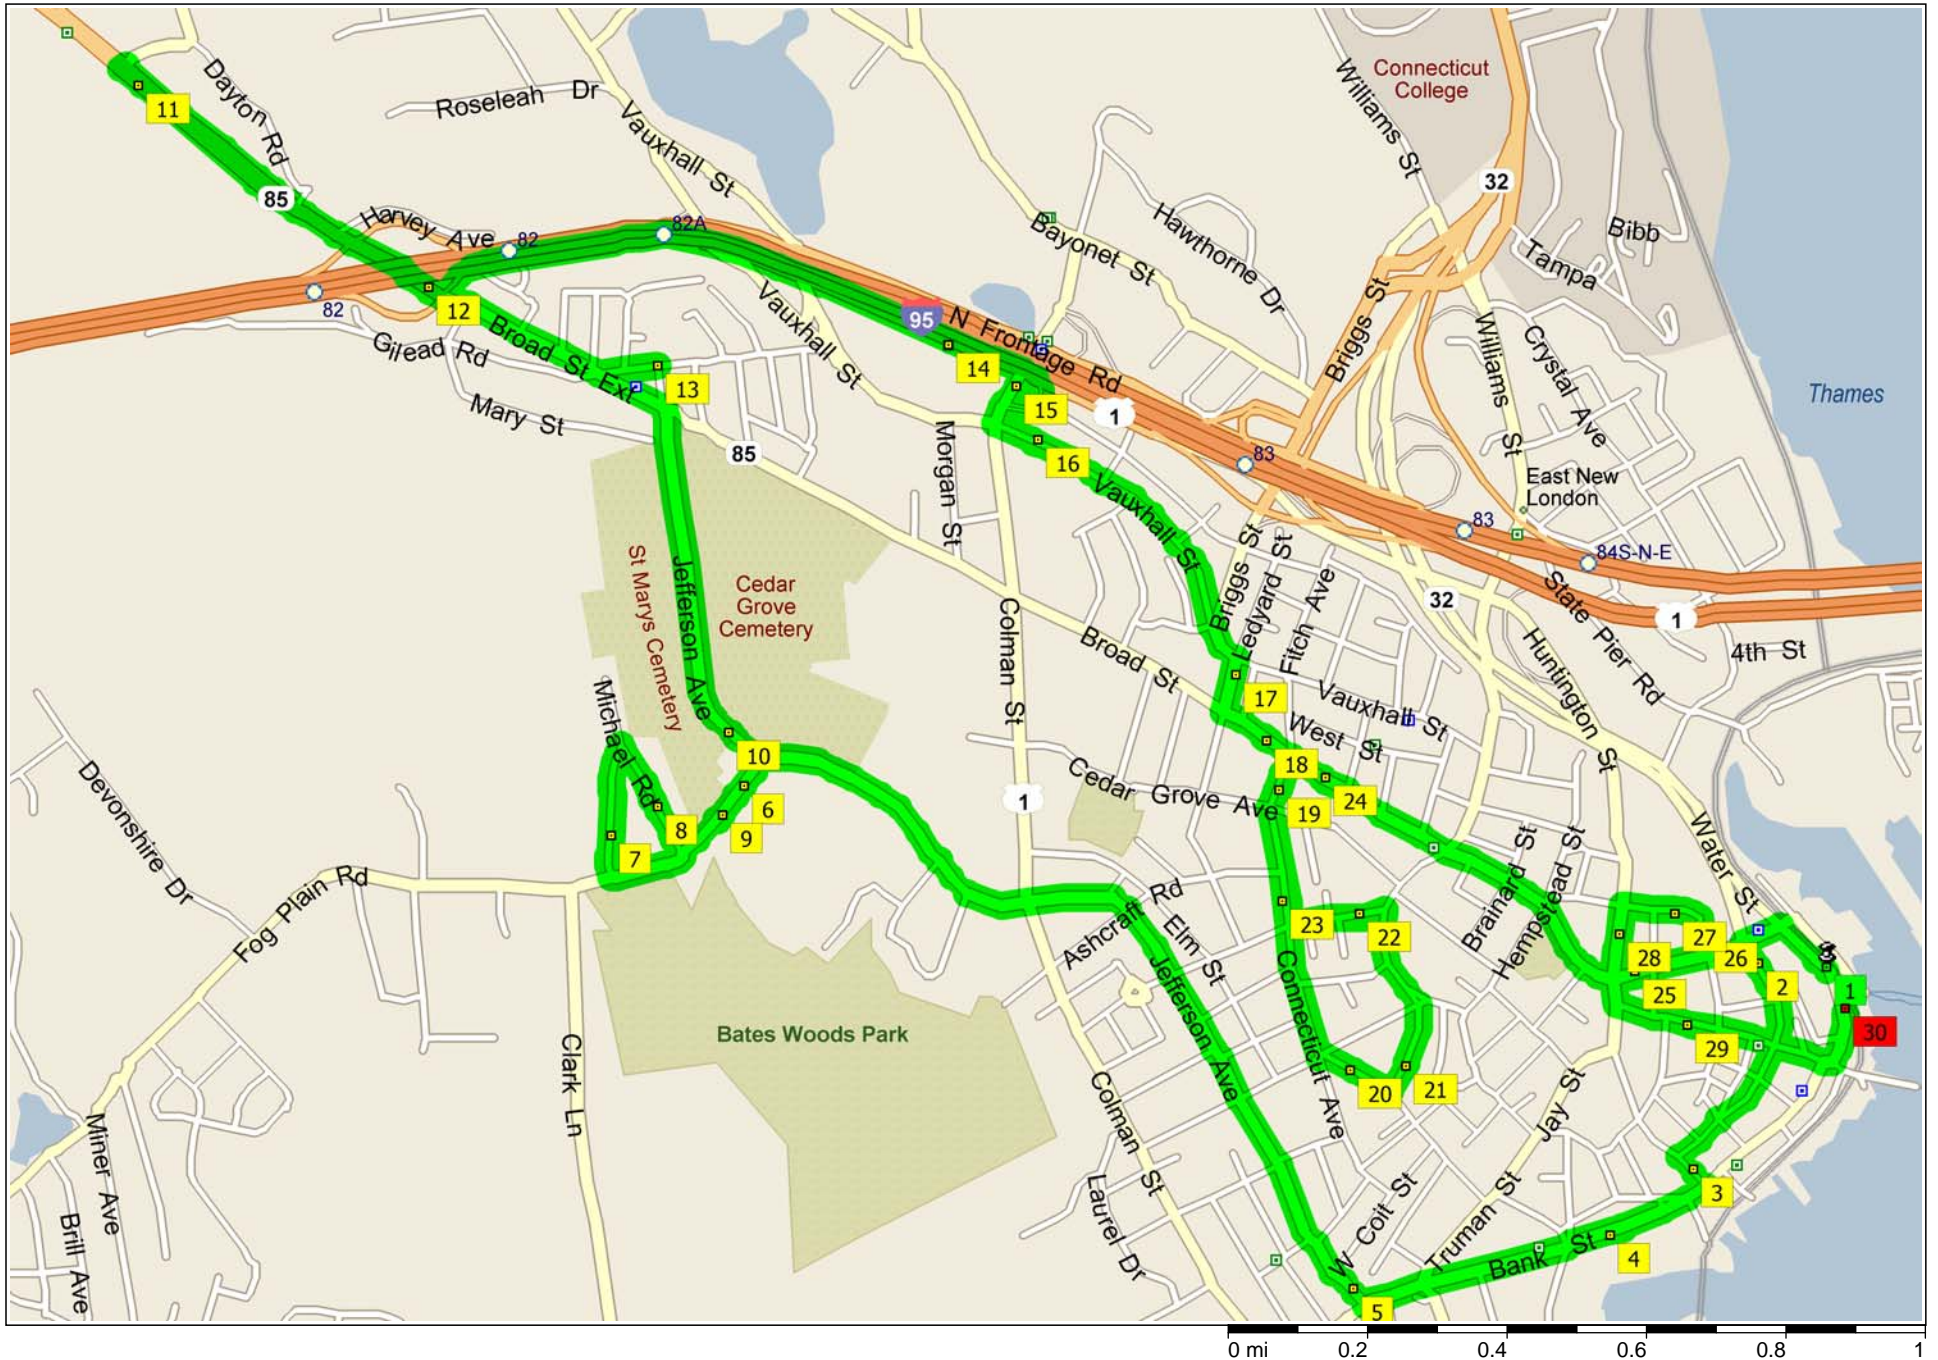 Connecticut
College
Williams St
32
Dayton Rd
Roseleah Dr
Vauxhall St
11
85
Harvey Ave
82
82A
Bayonet St
Hawthorne Dr
Bibb
Tampa
82
12
Gilead Rd
Broad St Ext
Mary St
13
Vauxhall St
95
N Frontage Rd
14
15
1
16
Briggs St
Williams St
Crystal Ave
Thames
85
Morgan St
83
East New
London
83
84S-N-E
Vauxhall St
Briggs St
Ledyard St
Fitch Ave
32
State Pier Rd
1
4th St
Huntington St
St Marys Cemetery
Jefferson Ave
Cedar
Grove
Cemetery
Colman St
Broad St
17
Vauxhall St
West St
Michael Rd
10
18
Cedar Grove Ave
1
19
24
6
8
9
7
Devonshire Dr
Fog Plain Rd
Water St
Brainard St
Hempstead St
Ashcraft Rd
Elm St
23
22
27
28
26
25
2
1
30
29
Jefferson Ave
Connecticut Ave
20
21
Bates Woods Park
Clark Ln
Colman St
Jay St
Miner Ave
Brill Ave
Laurel Dr
W Coit St
Truman St
3
Bank St
4
5
0 mi 0.2 0.4 0.6 0.8 1